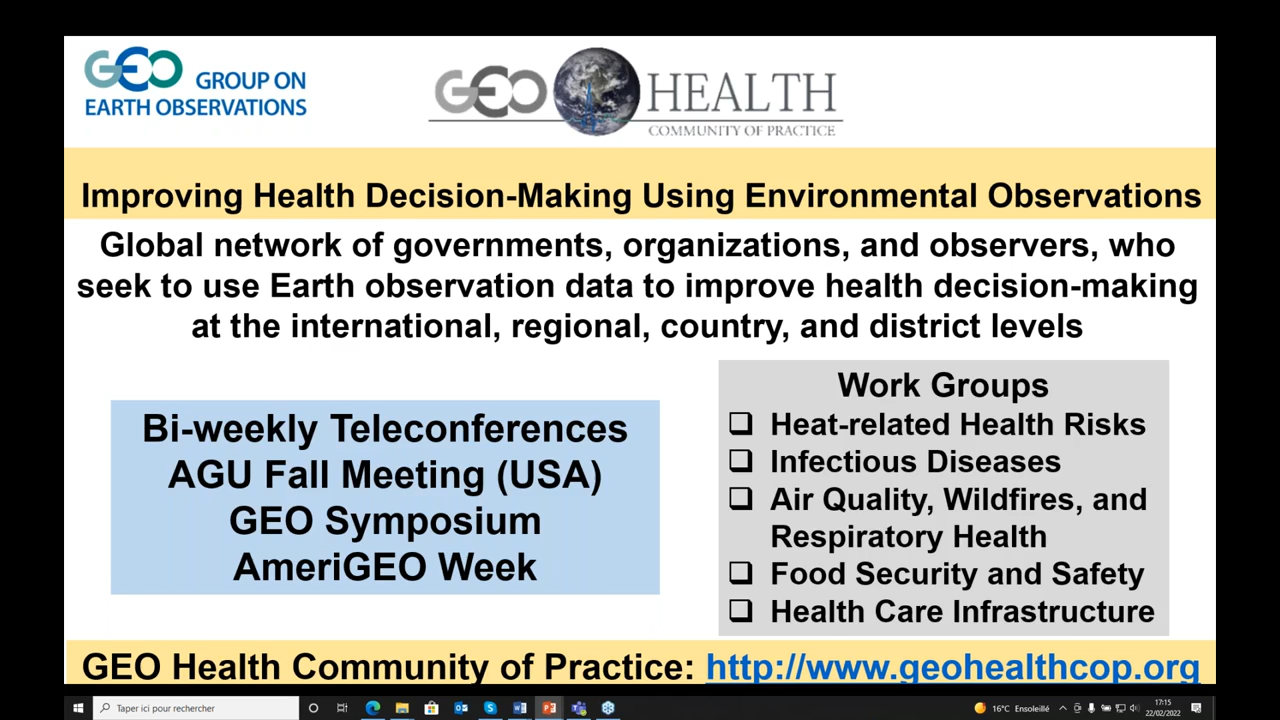 GEO GROUP ON
EARTH OBSERVATIONS
GEO HEALTH
COMMUNITY OF PRACTICE
Improving Health Decision-Making Using Environmental Observations
Global network of governments, organizations, and observers, who
seek to use Earth observation data to improve health decision-making
at the international, regional, country, and district levels
Bi-weekly Teleconferences
AGU Fall Meeting (USA)
GEO Symposium
AmeriGEO Week
Work Groups
Heat-related Health Risks
Infectious Diseases
Air Quality, Wildfires, and
Respiratory Health
Food Security and Safety
Health Care Infrastructure
GEO Health Community of Practice: http://www.geohealthcop.org
Taper ici pour rechercher
16°C Ensoleillé
17:15
22/02/2022